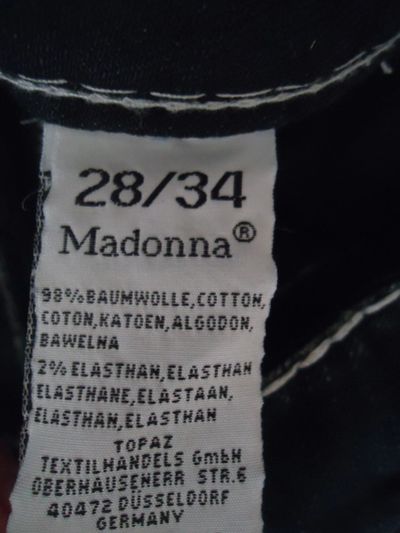 28/34
Madonna®
98%BAUMWOLLE,COTTON,
COTON,KATOEN,ALGODON,
BAWELNA
2% ELASTHAN,ELASTHAN
ELASTHANE,ELASTAAN,
ELASTHAN,ELASTHAN
TOPAZ
TEXTILHANDELS GmbH
OBERHAUSENERR STR.6
40472 DÜSSELDORF
GERMANY